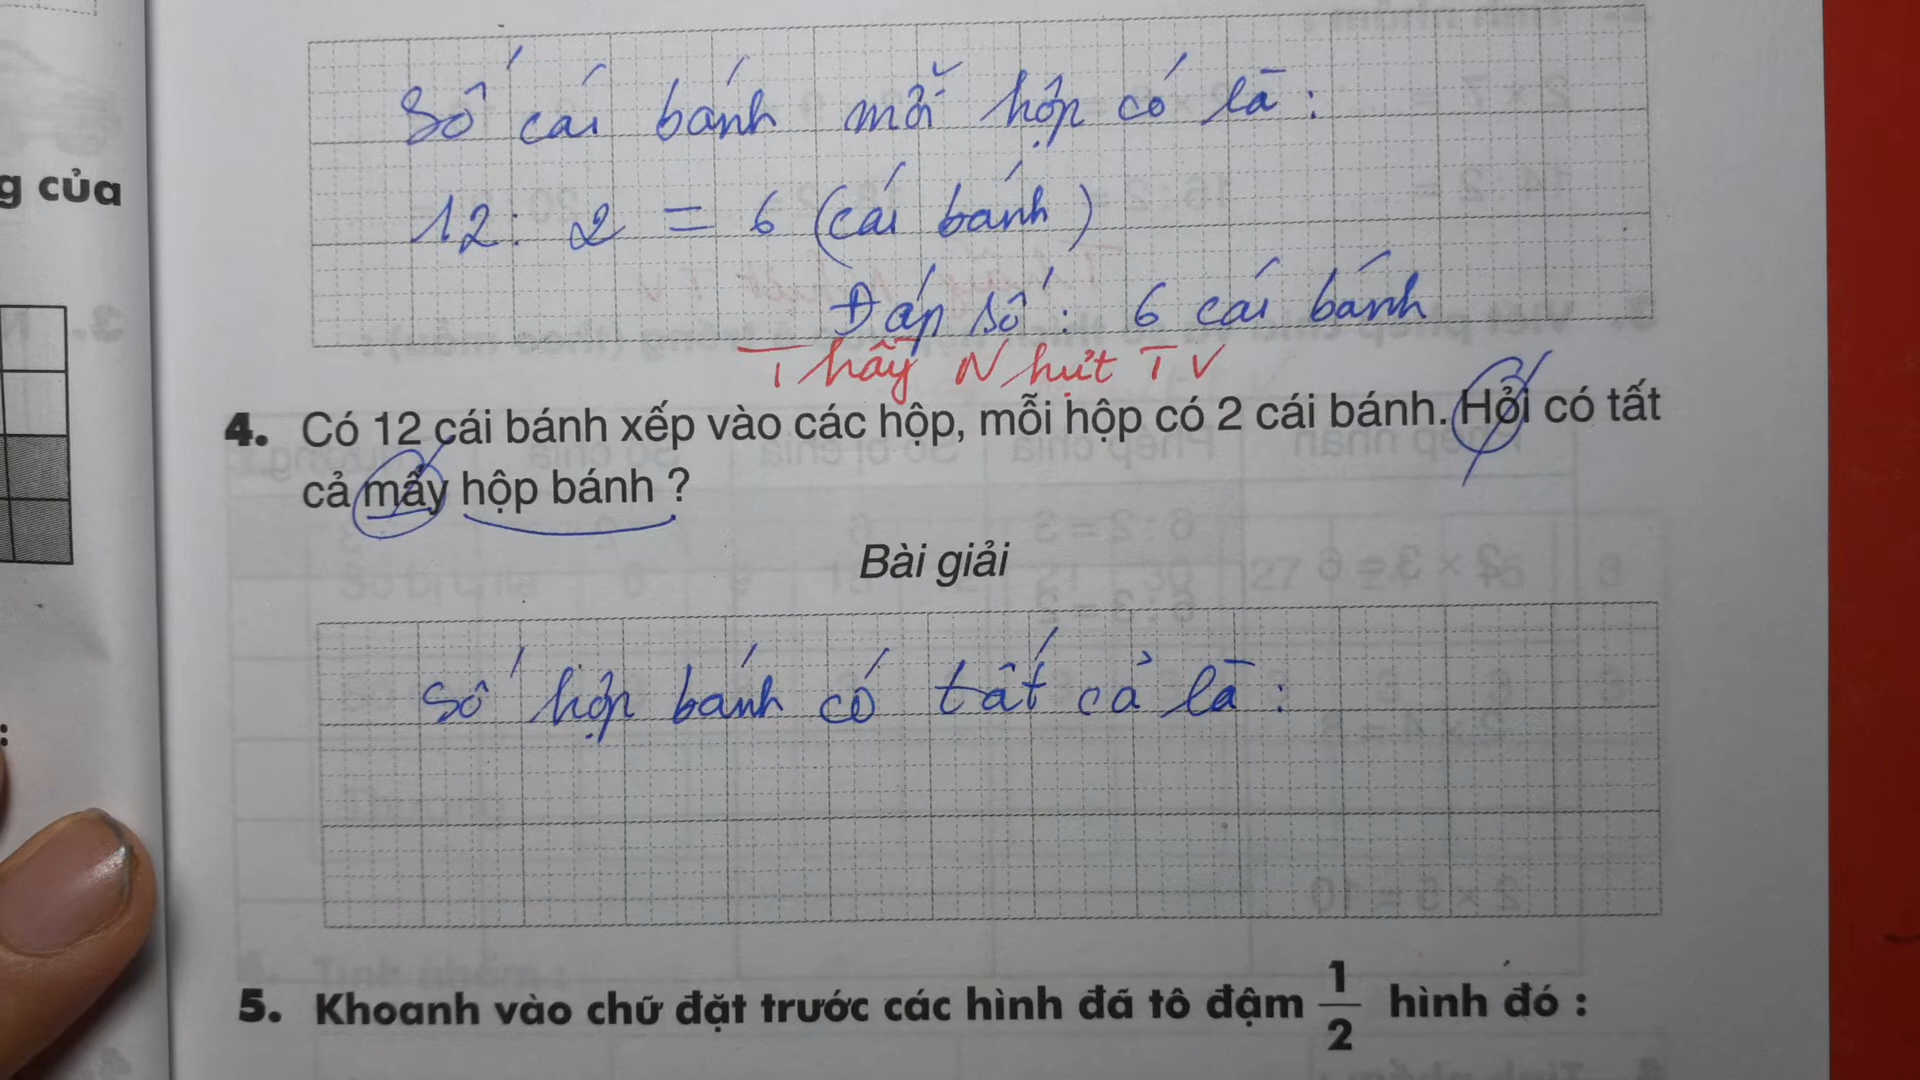 Số cái bánh mỗi hộp có là :
12 : 2 = 6 (cái bánh)
Đáp số : 6 cái bánh
Thầy Nhựt TV
g của
3.
4. Có 12 cái bánh xếp vào các hộp, mỗi hộp có 2 cái bánh. Hỏi có tất
cả mấy hộp bánh ?
Bài giải
Số hộp bánh có tất cả là :
:
5. Khoanh vào chữ đặt trước các hình đã tô đậm 1/2 hình đó :